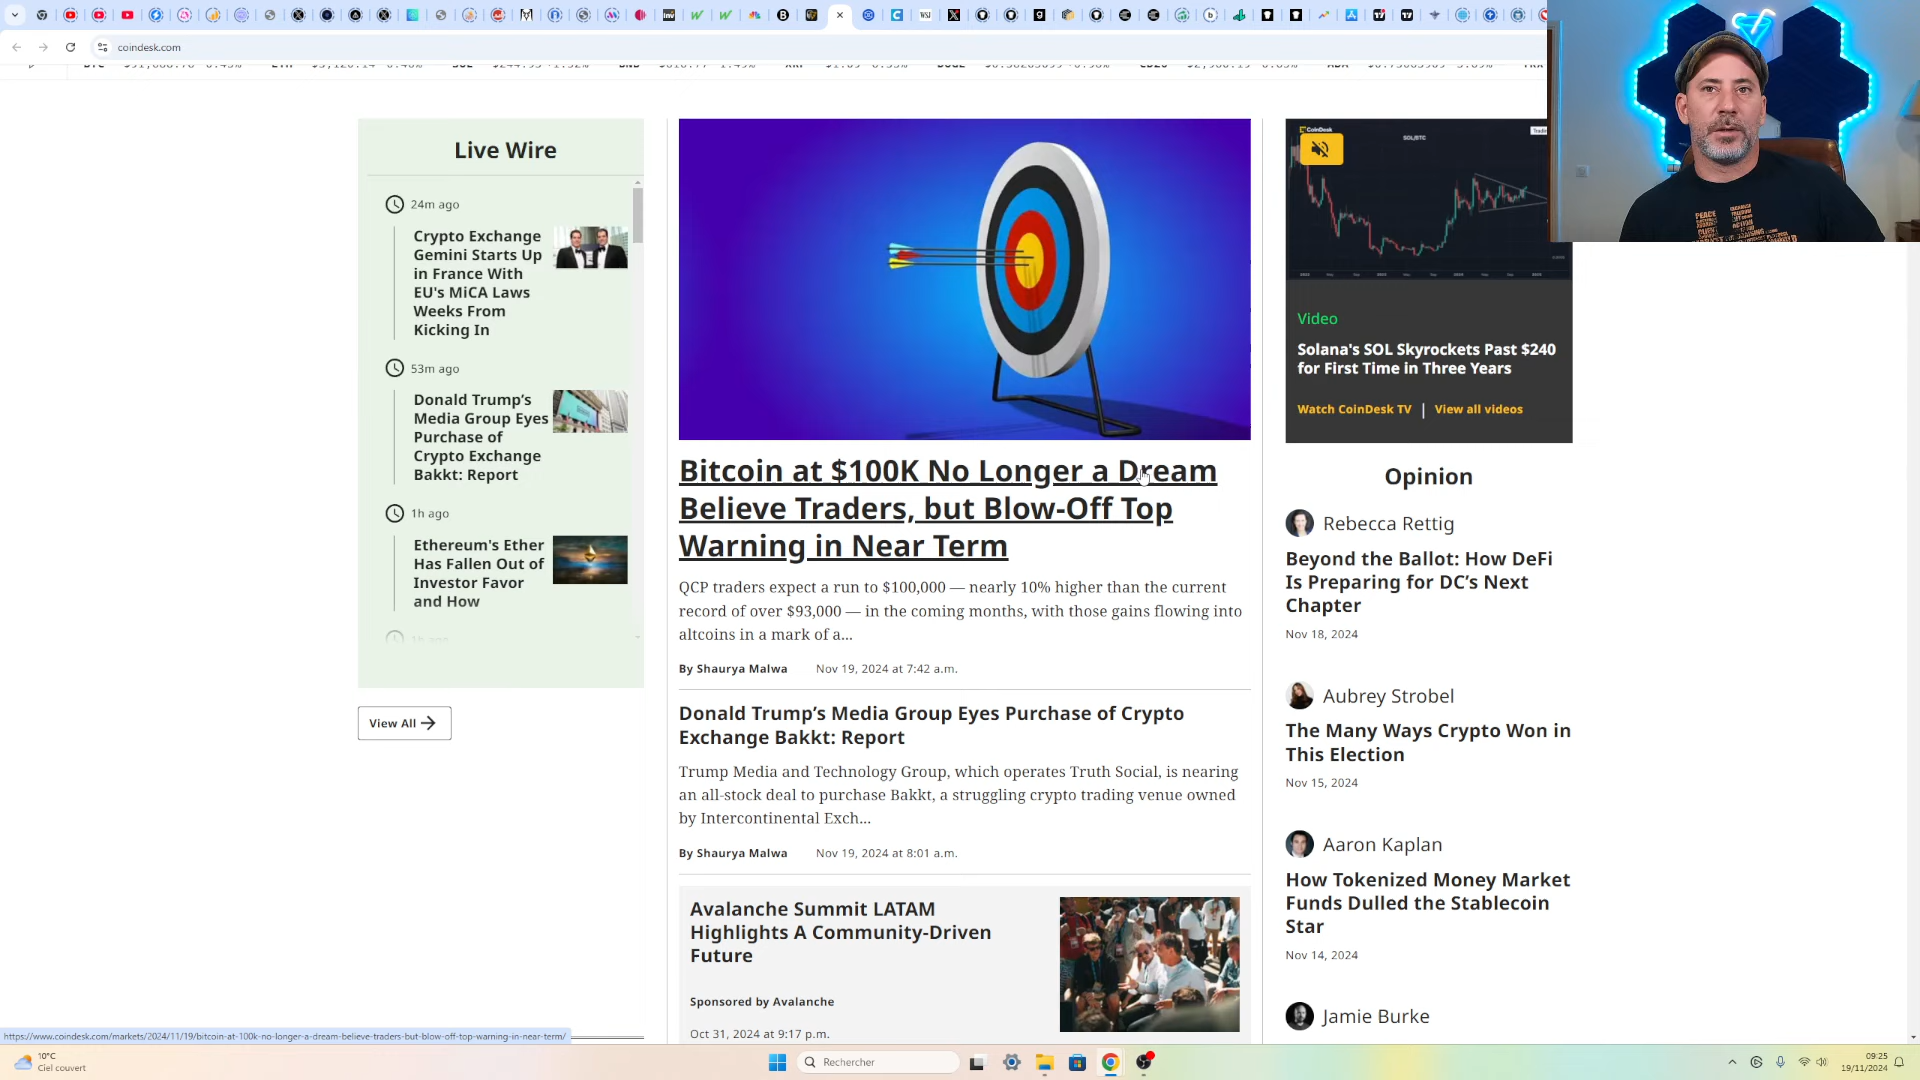 coindesk.com
Live Wire
24m ago
Crypto Exchange
Gemini Starts Up
in France With
EU's MiCA Laws
Weeks From
Kicking In
53m ago
Donald Trump’s
Media Group Eyes
Purchase of
Crypto Exchange
Bakkt: Report
1h ago
Ethereum's Ether
Has Fallen Out of
Investor Favor
and How
View All
Bitcoin at $100K No Longer a Dream
Believe Traders, but Blow-Off Top
Warning in Near Term
QCP traders expect a run to $100,000 — nearly 10% higher than the current
record of over $93,000 — in the coming months, with those gains flowing into
altcoins in a mark of a...
By Shaurya Malwa Nov 19, 2024 at 7:42 a.m.
Donald Trump’s Media Group Eyes Purchase of Crypto
Exchange Bakkt: Report
Trump Media and Technology Group, which operates Truth Social, is nearing
an all-stock deal to purchase Bakkt, a struggling crypto trading venue owned
by Intercontinental Exch...
By Shaurya Malwa Nov 19, 2024 at 8:01 a.m.
Avalanche Summit LATAM
Highlights A Community-Driven
Future
Sponsored by Avalanche
Oct 31, 2024 at 9:17 p.m.
CoinDesk
SOL/BTC
Video
Solana's SOL Skyrockets Past $240
for First Time in Three Years
Watch CoinDesk TV | View all videos
Opinion
Rebecca Rettig
Beyond the Ballot: How DeFi
Is Preparing for DC’s Next
Chapter
Nov 18, 2024
Aubrey Strobel
The Many Ways Crypto Won in
This Election
Nov 15, 2024
Aaron Kaplan
How Tokenized Money Market
Funds Dulled the Stablecoin
Star
Nov 14, 2024
Jamie Burke
https://www.coindesk.com/markets/2024/11/19/bitcoin-at-100k-no-longer-a-dream-believe-traders-but-blow-off-top-warning-in-near-term/
10°C
Ciel couvert
Rechercher
09:25
19/11/2024